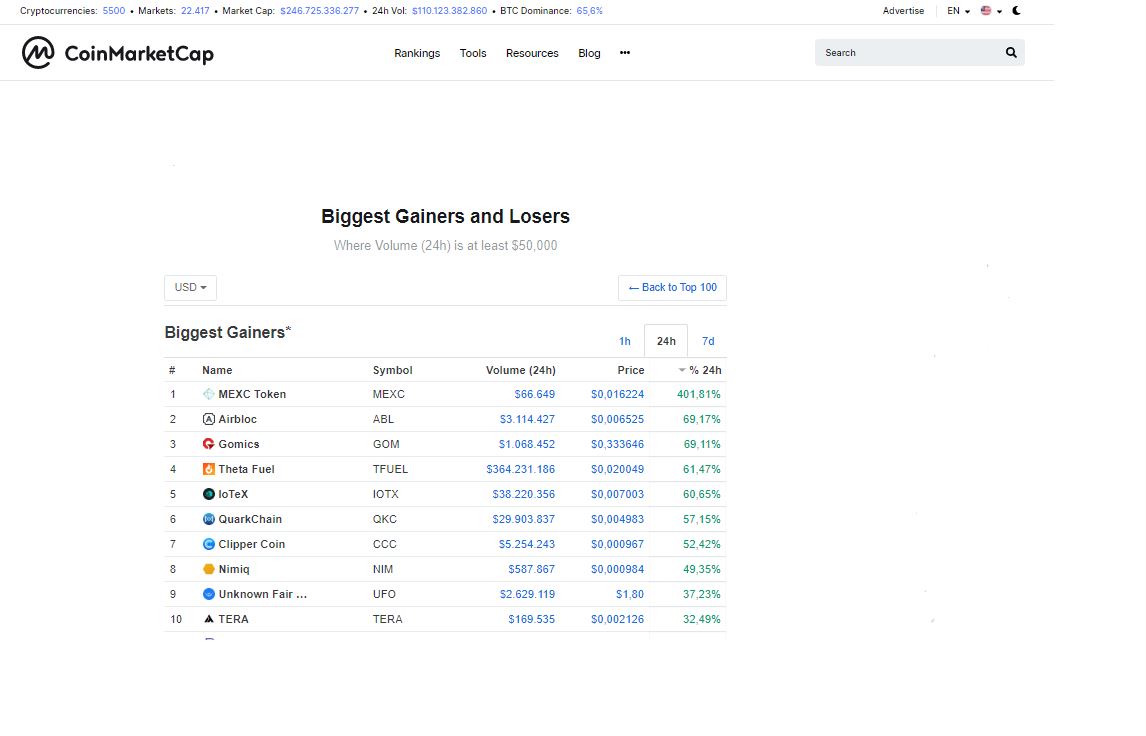 Cryptocurrencies: 5500 • Markets: 22.417 • Market Cap: $246.725.336.277 • 24h Vol: $110.123.382.860 • BTC Dominance: 65,6% Advertise EN
CoinMarketCap Rankings Tools Resources Blog ••• Search
Biggest Gainers and Losers
Where Volume (24h) is at least $50,000
USD ← Back to Top 100
Biggest Gainers* 1h 24h 7d
# Name Symbol Volume (24h) Price % 24h
1 MEXC Token MEXC $66.649 $0,016224 401,81%
2 Airbloc ABL $3.114.427 $0,006525 69,17%
3 Gomics GOM $1.068.452 $0,333646 69,11%
4 Theta Fuel TFUEL $364.231.186 $0,020049 61,47%
5 IoTeX IOTX $38.220.356 $0,007003 60,65%
6 QuarkChain QKC $29.903.837 $0,004983 57,15%
7 Clipper Coin CCC $5.254.243 $0,000967 52,42%
8 Nimiq NIM $587.867 $0,000984 49,35%
9 Unknown Fair ... UFO $2.629.119 $1,80 37,23%
10 TERA TERA $169.535 $0,002126 32,49%